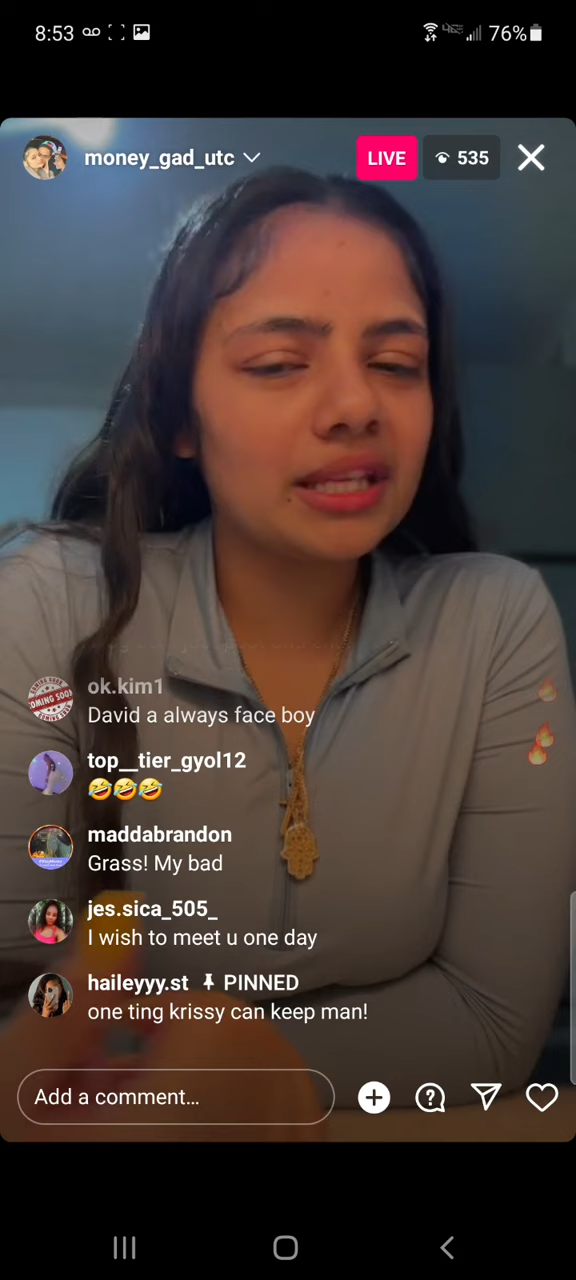 8:53
76%
money_gad_utc
LIVE
535
ok.kim1
David a always face boy
top__tier_gyol12
🤣🤣🤣
maddabrandon
Grass! My bad
jes.sica_505_
I wish to meet u one day
haileyyy.st PINNED
one ting krissy can keep man!
Add a comment…